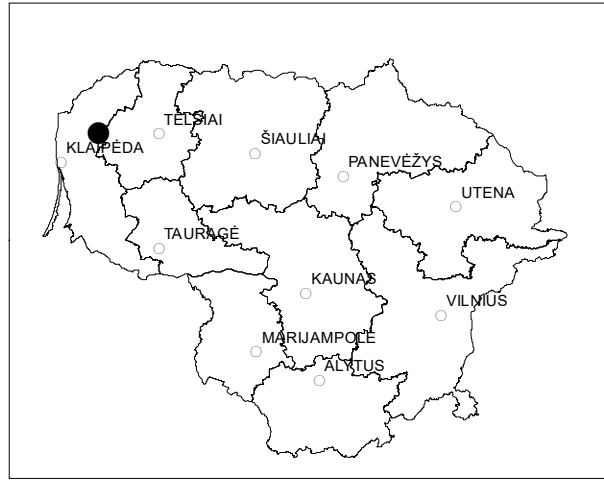 TELŠIAI
KLAIPĖDA
ŠIAULIAI
PANEVĖŽYS
UTENA
TAURAGĖ
KAUNAS
VILNIUS
MARIJAMPOLĖ
ALYTUS